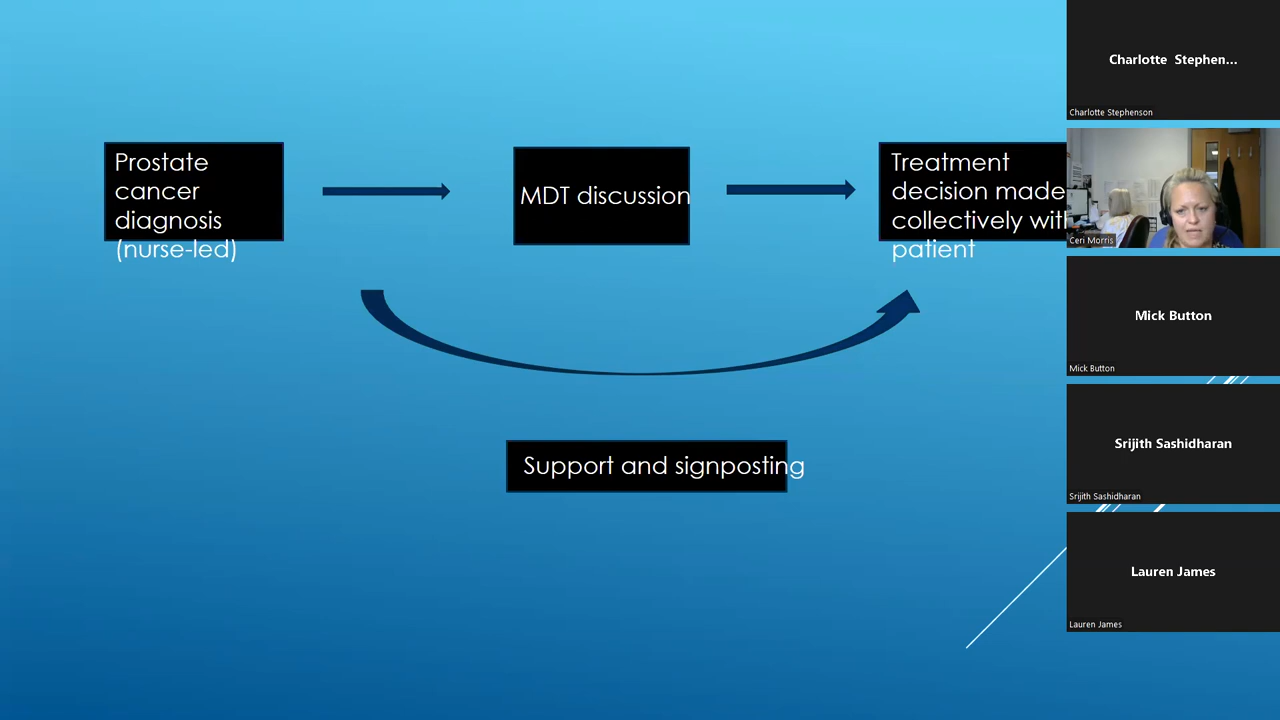 Prostate
cancer
diagnosis
(nurse-led)
MDT discussion
Treatment
decision made
collectively with
patient
Support and signposting
Charlotte Stephen...
Charlotte Stephenson
Ceri Morris
Mick Button
Mick Button
Srijith Sashidharan
Srijith Sashidharan
Lauren James
Lauren James